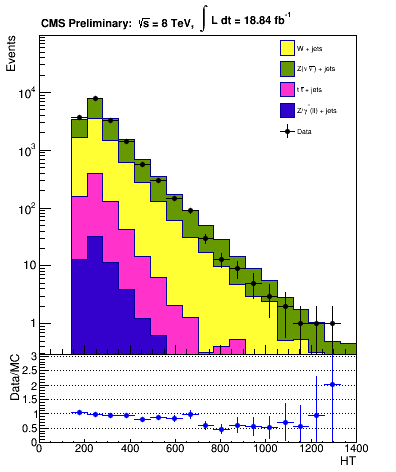 CMS Preliminary: √s = 8 TeV, ∫ L dt = 18.84 fb⁻¹
Events
W + jets
Z(ν ν̄) + jets
t t̄ + jets
Z/γ*(ll) + jets
Data
10⁴
10³
10²
10
1
Data/MC
3
2.5
2
1.5
1
0.5
0
0 200 400 600 800 1000 1200 1400
HT